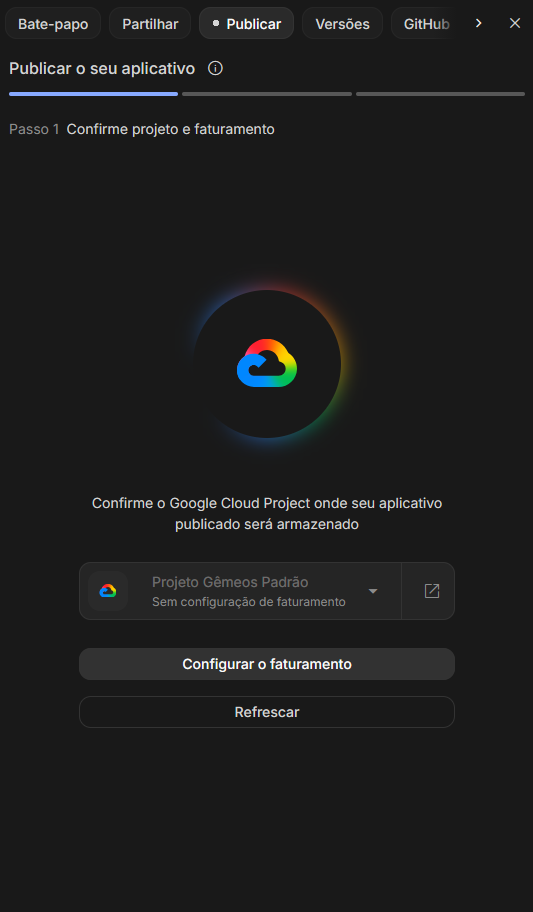 Bate-papo Partilhar Publicar Versões GitHub
Publicar o seu aplicativo
Passo 1 Confirme projeto e faturamento
Confirme o Google Cloud Project onde seu aplicativo
publicado será armazenado
Projeto Gêmeos Padrão
Sem configuração de faturamento
Configurar o faturamento
Refrescar